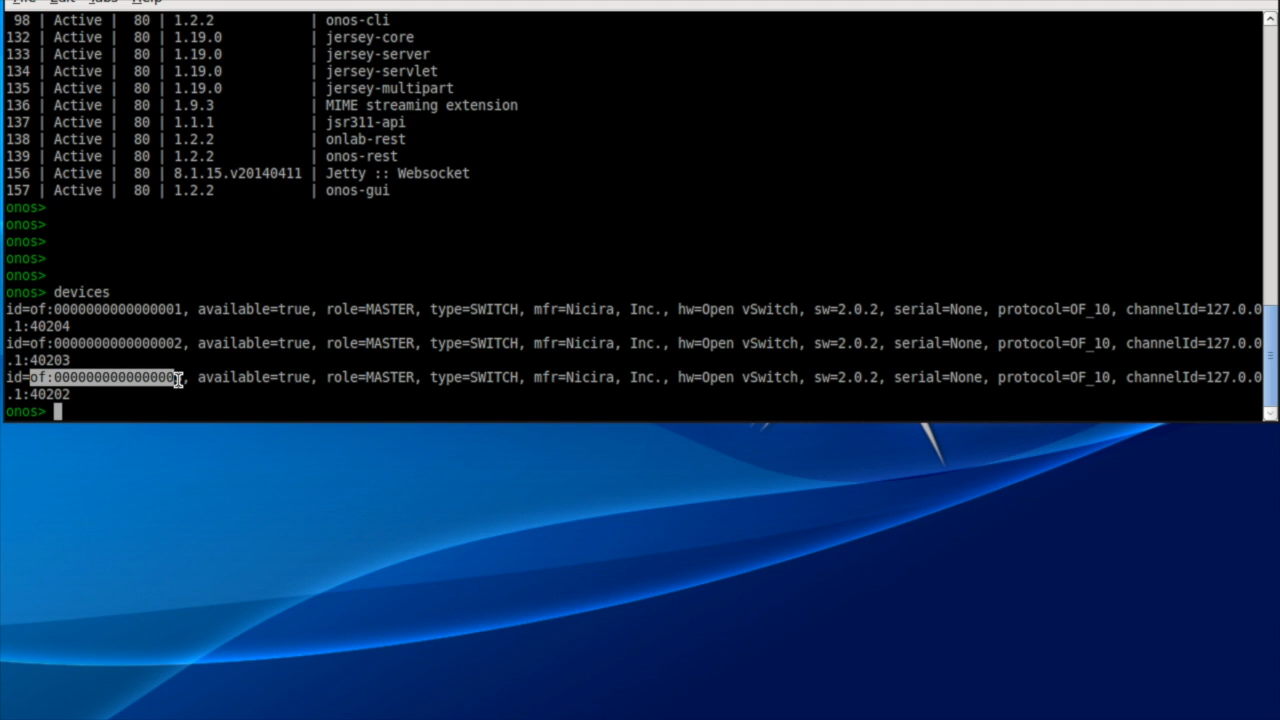 File Edit Tabs Help
98 | Active | 80 | 1.2.2 | onos-cli
132 | Active | 80 | 1.19.0 | jersey-core
133 | Active | 80 | 1.19.0 | jersey-server
134 | Active | 80 | 1.19.0 | jersey-servlet
135 | Active | 80 | 1.19.0 | jersey-multipart
136 | Active | 80 | 1.9.3 | MIME streaming extension
137 | Active | 80 | 1.1.1 | jsr311-api
138 | Active | 80 | 1.2.2 | onlab-rest
139 | Active | 80 | 1.2.2 | onos-rest
156 | Active | 80 | 8.1.15.v20140411 | Jetty :: Websocket
157 | Active | 80 | 1.2.2 | onos-gui
onos>
onos>
onos>
onos>
onos>
onos> devices
id=of:0000000000000001, available=true, role=MASTER, type=SWITCH, mfr=Nicira, Inc., hw=Open vSwitch, sw=2.0.2, serial=None, protocol=OF_10, channelId=127.0.0
.1:40204
id=of:0000000000000002, available=true, role=MASTER, type=SWITCH, mfr=Nicira, Inc., hw=Open vSwitch, sw=2.0.2, serial=None, protocol=OF_10, channelId=127.0.0
.1:40203
id=of:000000000000000, available=true, role=MASTER, type=SWITCH, mfr=Nicira, Inc., hw=Open vSwitch, sw=2.0.2, serial=None, protocol=OF_10, channelId=127.0.0
.1:40202
onos>